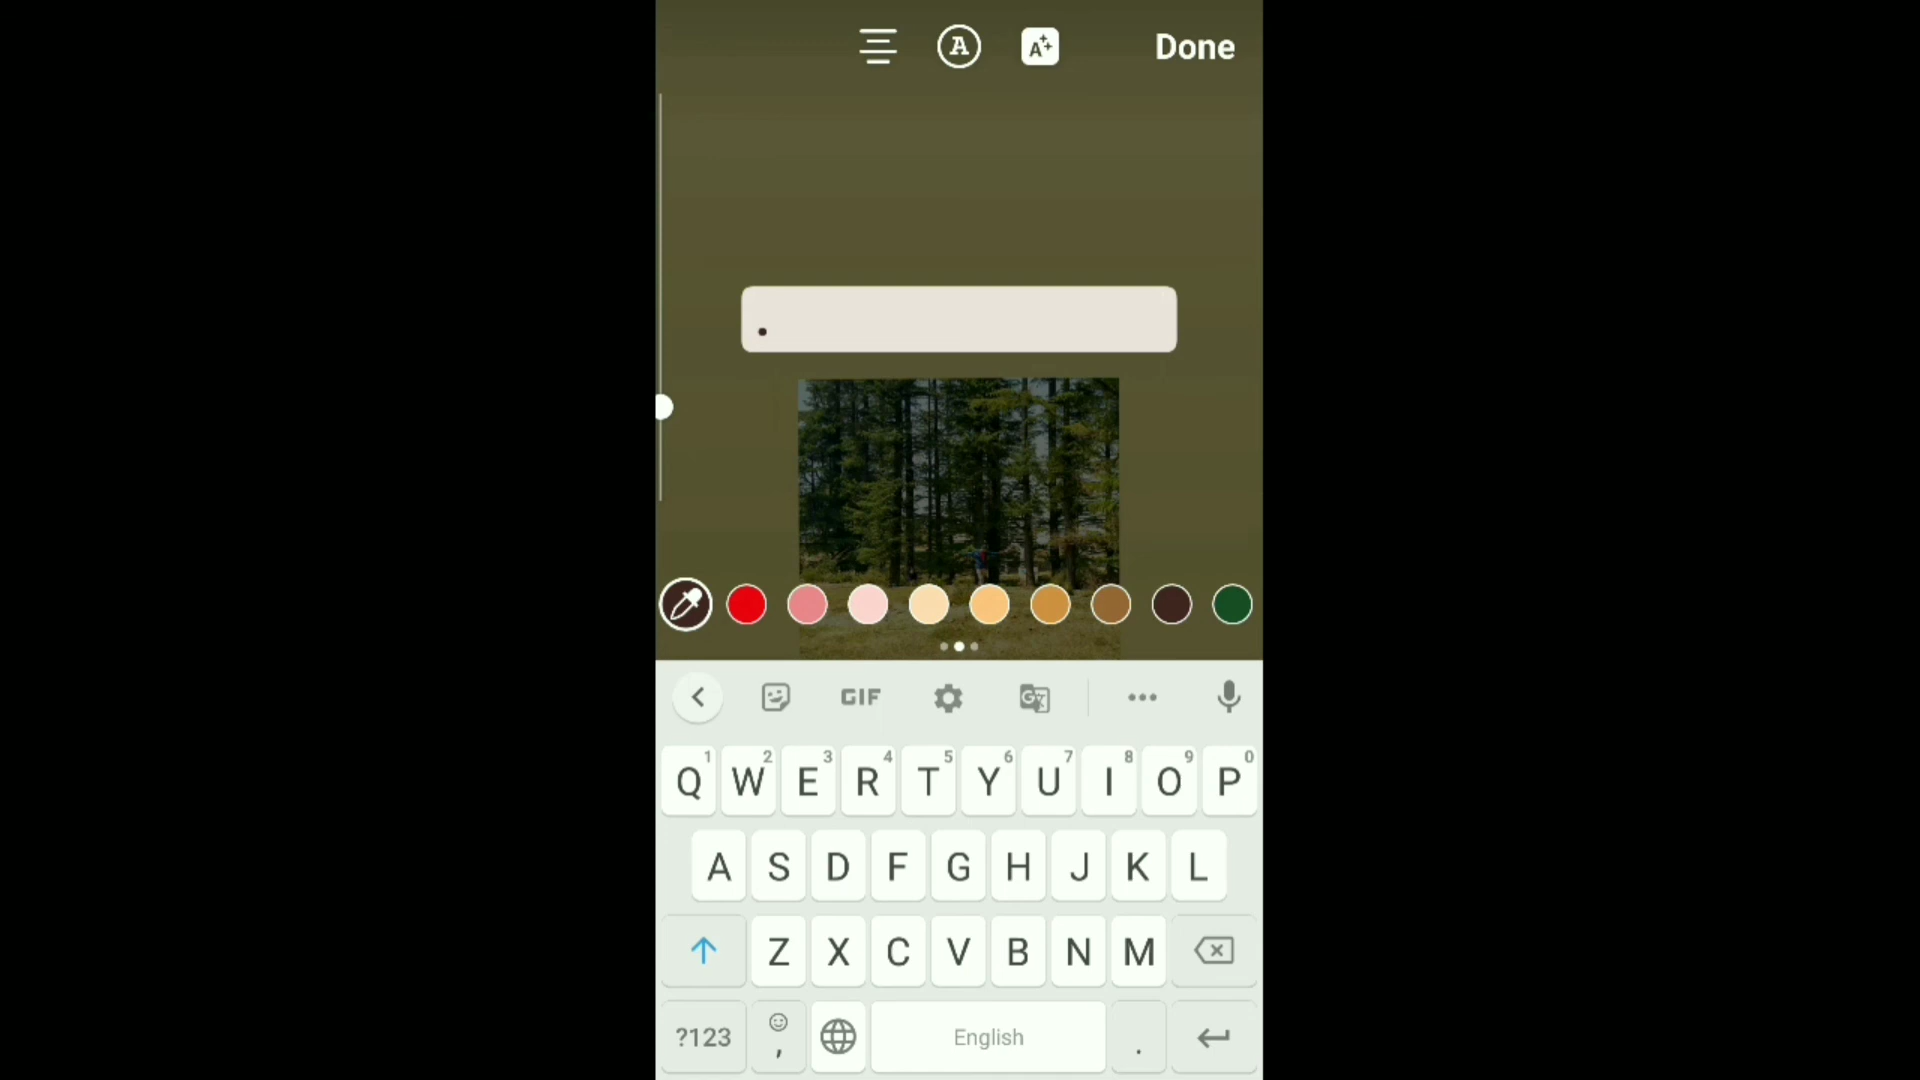 A A Done
.
GIF G
1 2 3 4 5 6 7 8 9 0
Q W E R T Y U I O P
A S D F G H J K L
Z X C V B N M
?123 , English .